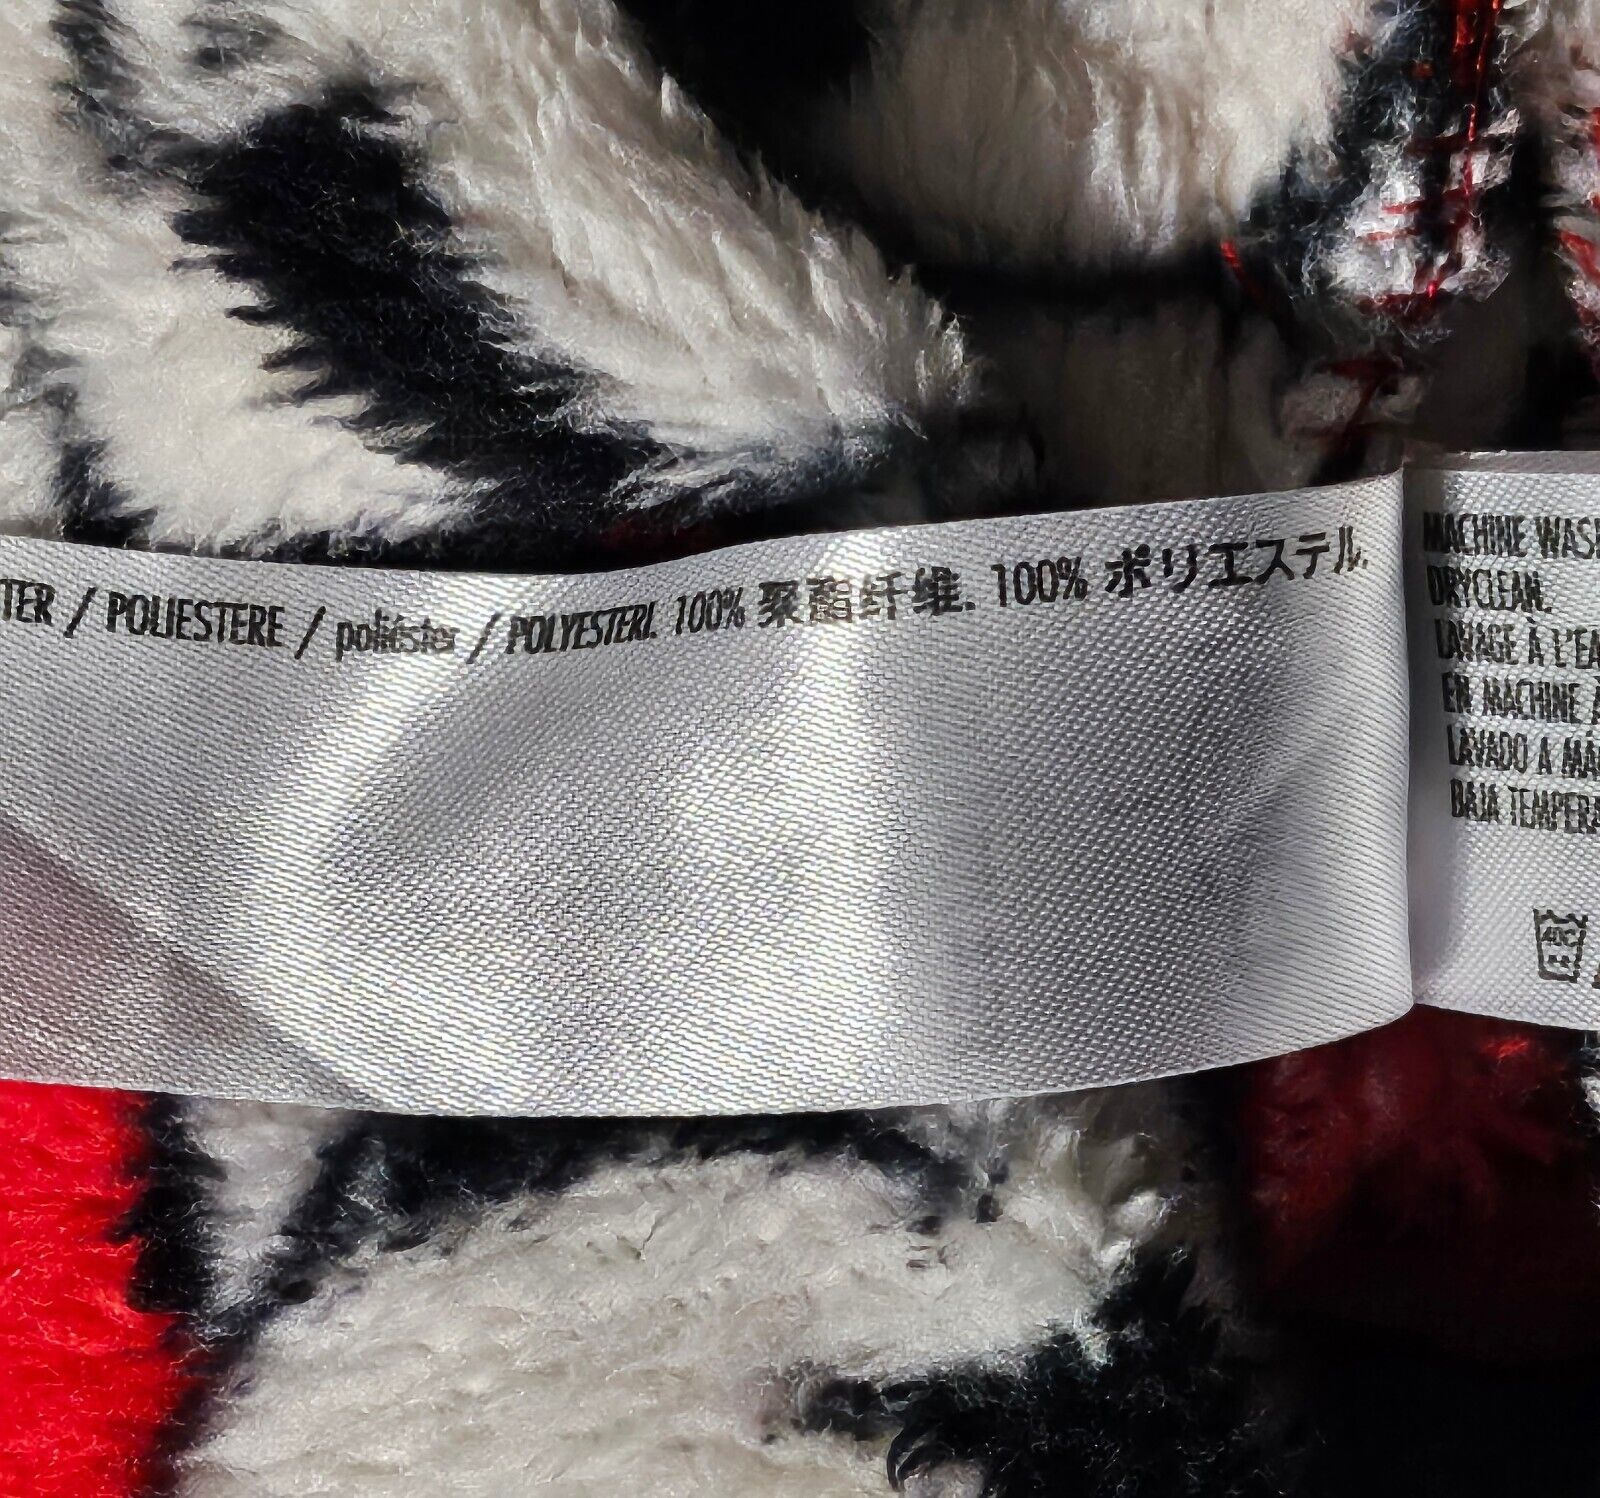 TER / POLIESTERE / poliéster / POLYESTERI. 100% 聚酯纤维. 100% ポリエステル.
MACHINE WASH
DRYCLEAN.
LAVAGE À L'EA
EN MACHINE À
LAVADO A MÁ
BAJA TEMPERA
40C